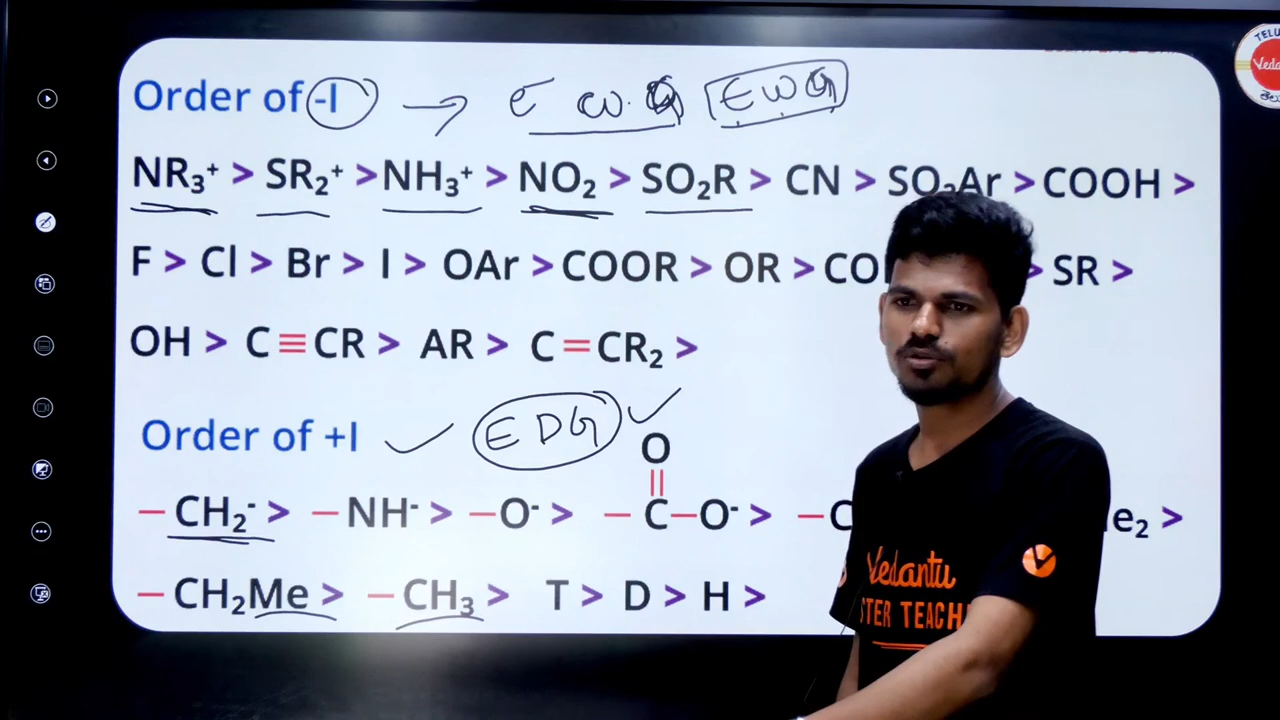 Order of -I → e⁻ W.G EWG
NR₃⁺ > SR₂⁺ > NH₃⁺ > NO₂ > SO₂R > CN > SO₂Ar > COOH >
F > Cl > Br > I > OAr > COOR > OR > > SR >
OH > C≡CR > AR > C=CR₂ >
Order of +I ✓ EDG ✓
O
||
– CH₂⁻ > – NH⁻ > –O⁻ > – C–O⁻ > –C e₂ >
– CH₂Me > – CH₃ > T > D > H >
Vedantu